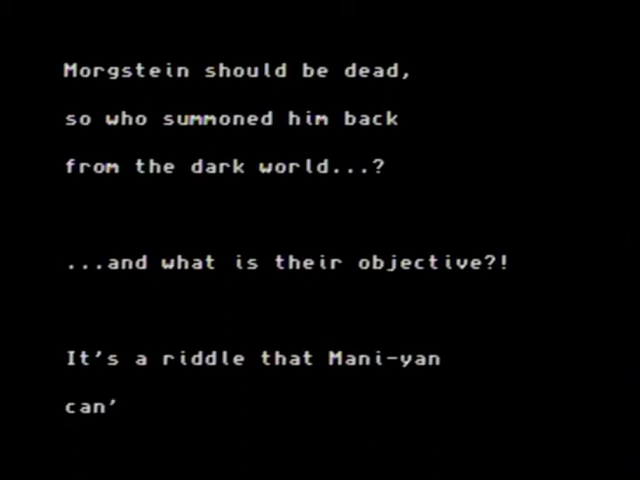 Morgstein should be dead,
so who summoned him back
from the dark world...?
...and what is their objective?!
It's a riddle that Mani-yan
can'